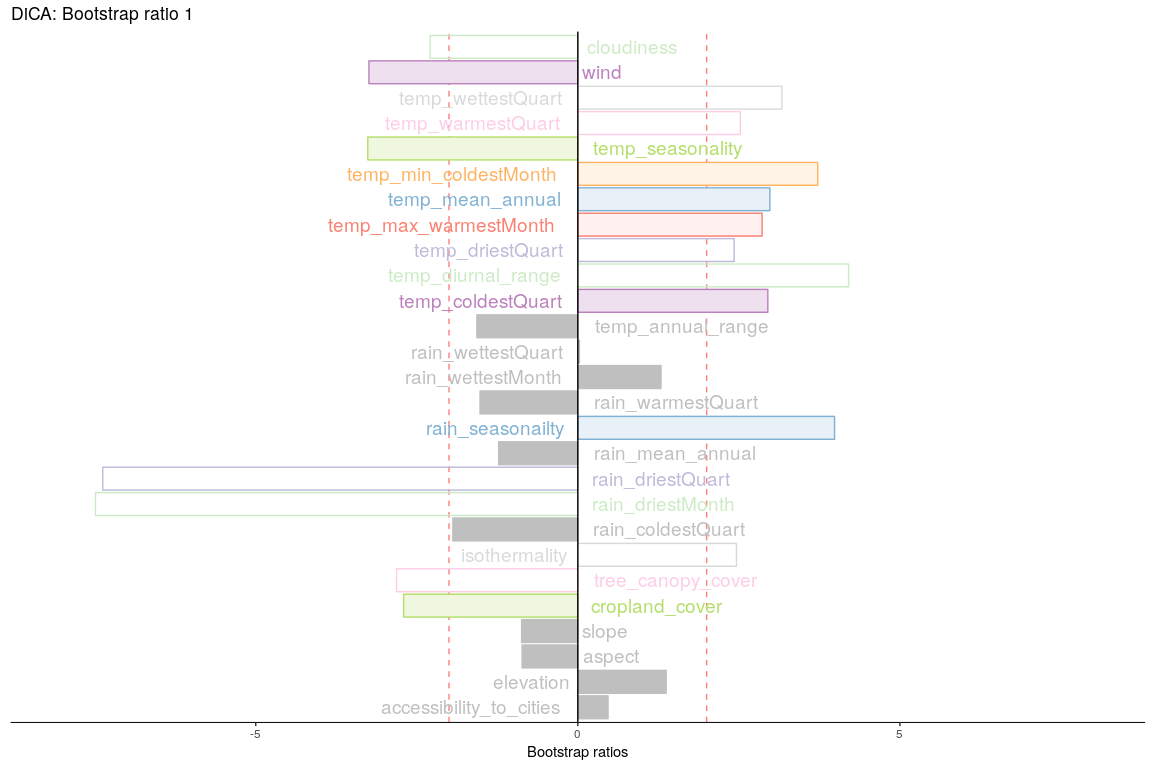 DiCA: Bootstrap ratio 1
cloudiness
wind
temp_wettestQuart
temp_warmestQuart
temp_seasonality
temp_min_coldestMonth
temp_mean_annual
temp_max_warmestMonth
temp_driestQuart
temp_diurnal_range
temp_coldestQuart
temp_annual_range
rain_wettestQuart
rain_wettestMonth
rain_warmestQuart
rain_seasonailty
rain_mean_annual
rain_driestQuart
rain_driestMonth
rain_coldestQuart
isothermality
tree_canopy_cover
cropland_cover
slope
aspect
elevation
accessibility_to_cities
-5 0 5
Bootstrap ratios